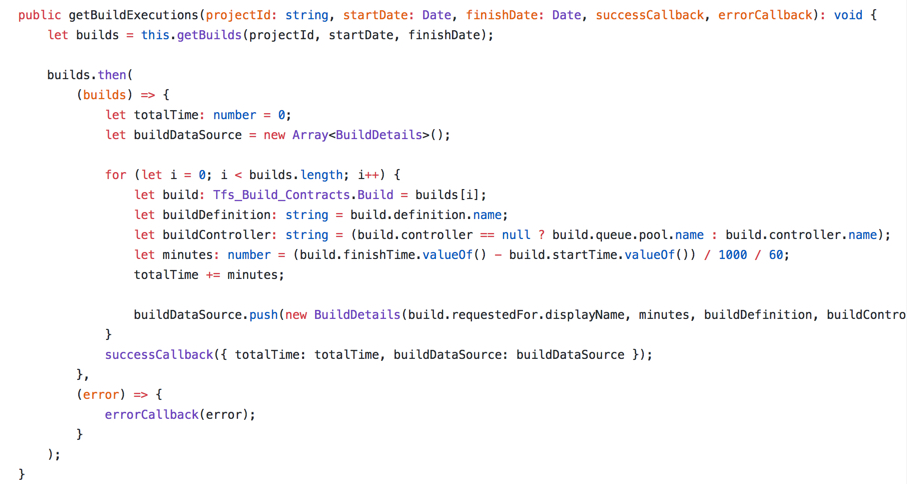 public getBuildExecutions(projectId: string, startDate: Date, finishDate: Date, successCallback, errorCallback): void {
    let builds = this.getBuilds(projectId, startDate, finishDate);

    builds.then(
        (builds) => {
            let totalTime: number = 0;
            let buildDataSource = new Array<BuildDetails>();

            for (let i = 0; i < builds.length; i++) {
                let build: Tfs_Build_Contracts.Build = builds[i];
                let buildDefinition: string = build.definition.name;
                let buildController: string = (build.controller == null ? build.queue.pool.name : build.controller.name);
                let minutes: number = (build.finishTime.valueOf() - build.startTime.valueOf()) / 1000 / 60;
                totalTime += minutes;

                buildDataSource.push(new BuildDetails(build.requestedFor.displayName, minutes, buildDefinition, buildContro
            }
            successCallback({ totalTime: totalTime, buildDataSource: buildDataSource });
        },
        (error) => {
            errorCallback(error);
        }
    );
}